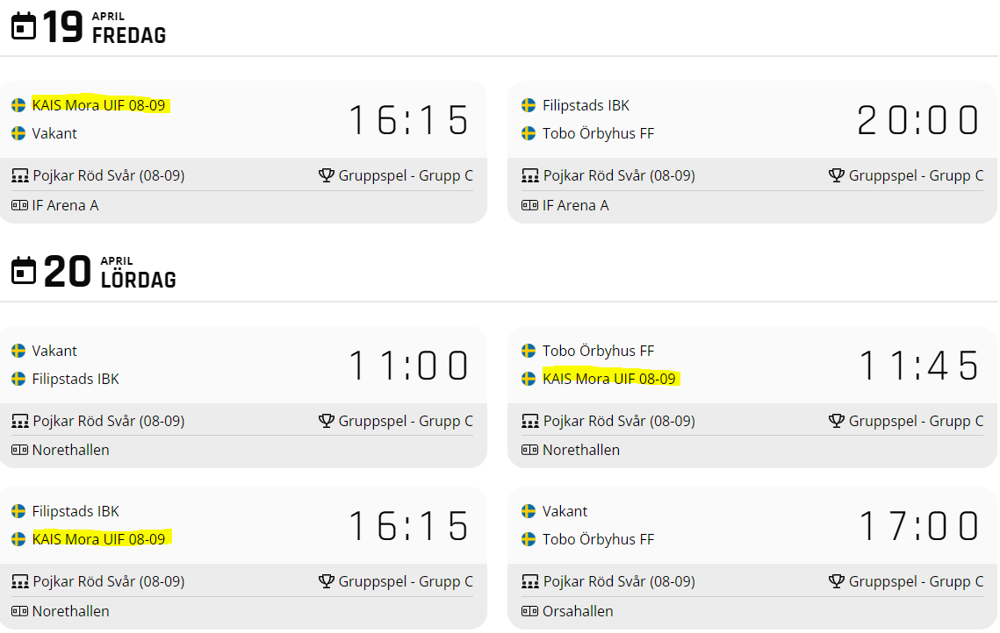 19 APRIL
FREDAG
KAIS Mora UIF 08-09
Vakant
16:15
Pojkar Röd Svår (08-09)
Gruppspel - Grupp C
IF Arena A
Filipstads IBK
Tobo Örbyhus FF
20:00
Pojkar Röd Svår (08-09)
Gruppspel - Grupp C
IF Arena A
20 APRIL
LÖRDAG
Vakant
Filipstads IBK
11:00
Pojkar Röd Svår (08-09)
Gruppspel - Grupp C
Norethallen
Tobo Örbyhus FF
KAIS Mora UIF 08-09
11:45
Pojkar Röd Svår (08-09)
Gruppspel - Grupp C
Norethallen
Filipstads IBK
KAIS Mora UIF 08-09
16:15
Pojkar Röd Svår (08-09)
Gruppspel - Grupp C
Norethallen
Vakant
Tobo Örbyhus FF
17:00
Pojkar Röd Svår (08-09)
Gruppspel - Grupp C
Orsahallen